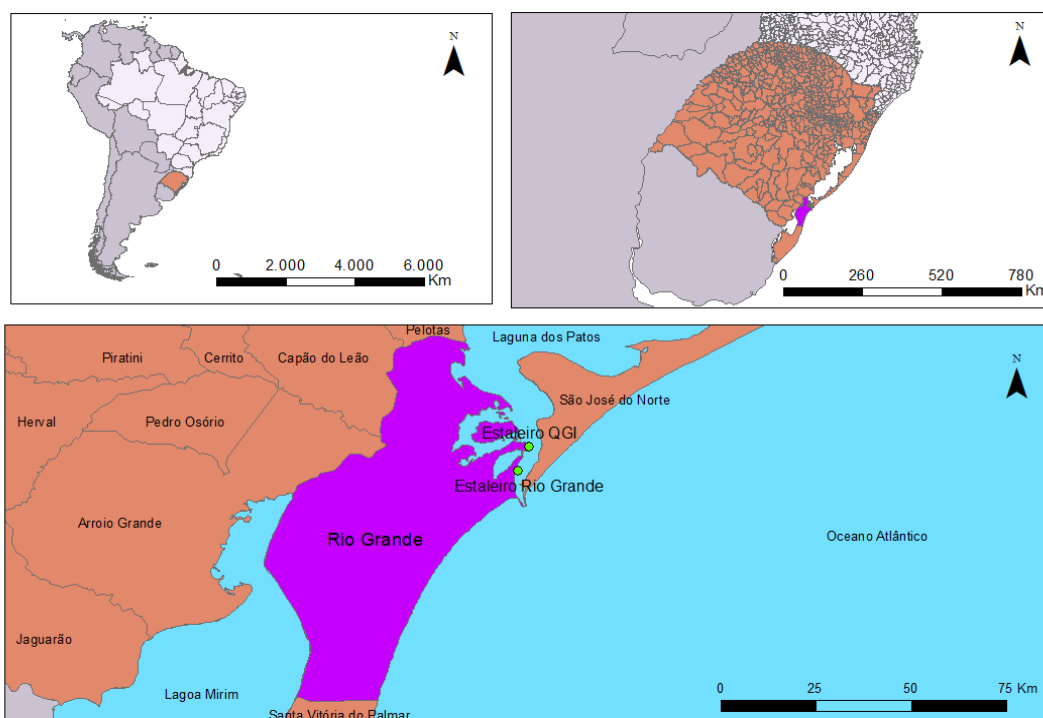 N
0 2.000 4.000 6.000
Km
N
0 260 520 780
Km
Pelotas
Laguna dos Patos
N
Piratini
Cerrito
Capão do Leão
São José do Norte
Herval
Pedro Osório
Estaleiro QGI
Estaleiro Rio Grande
Arroio Grande
Rio Grande
Oceano Atlântico
Jaguarão
Lagoa Mirim
0 25 50 75 Km
Santa Vitória do Palmar